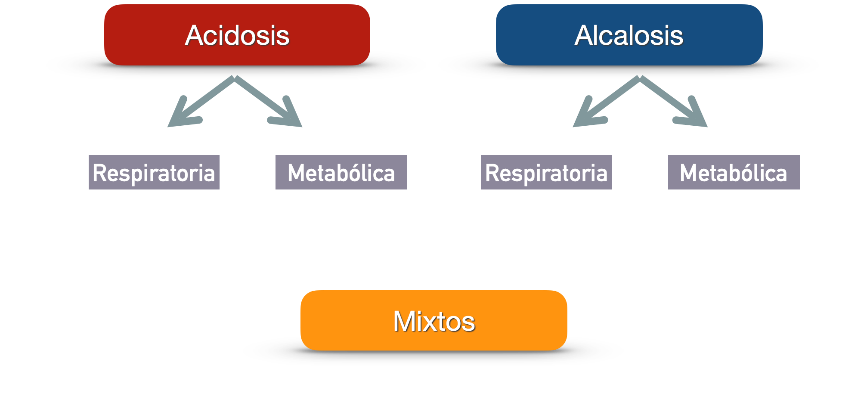 Acidosis
Alcalosis
Respiratoria
Metabólica
Respiratoria
Metabólica
Mixtos